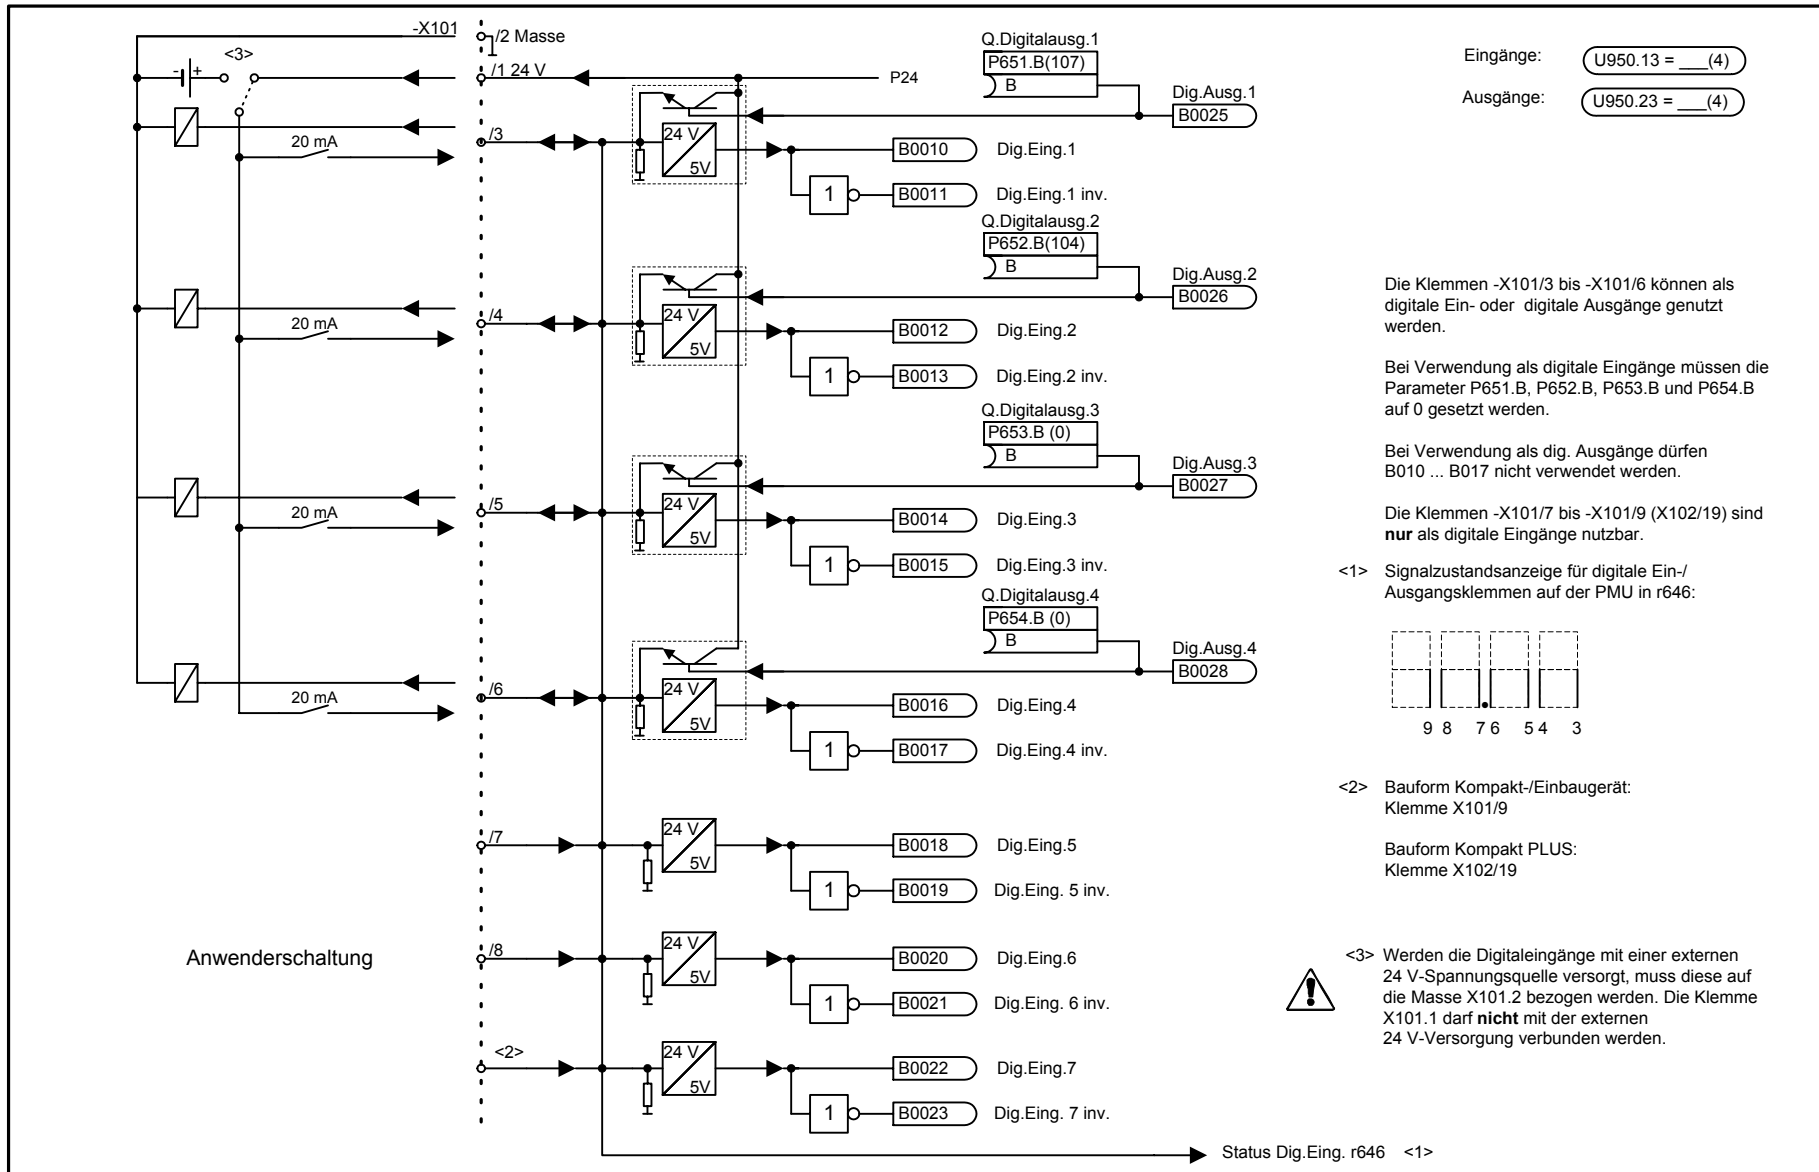 -X101
/2 Masse
<3>
- +
/1 24 V
P24
Q.Digitalausg.1
P651.B(107)
B
Dig.Ausg.1
B0025
20 mA
/3
24 V
5V
B0010 Dig.Eing.1
1
B0011 Dig.Eing.1 inv.
Q.Digitalausg.2
P652.B(104)
B
Dig.Ausg.2
B0026
20 mA
/4
24 V
5V
B0012 Dig.Eing.2
1
B0013 Dig.Eing.2 inv.
Q.Digitalausg.3
P653.B (0)
B
Dig.Ausg.3
B0027
20 mA
/5
24 V
5V
B0014 Dig.Eing.3
1
B0015 Dig.Eing.3 inv.
Q.Digitalausg.4
P654.B (0)
B
Dig.Ausg.4
B0028
20 mA
/6
24 V
5V
B0016 Dig.Eing.4
1
B0017 Dig.Eing.4 inv.
/7
24 V
5V
B0018 Dig.Eing.5
1
B0019 Dig.Eing. 5 inv.
Anwenderschaltung
/8
24 V
5V
B0020 Dig.Eing.6
1
B0021 Dig.Eing. 6 inv.
<2>
24 V
5V
B0022 Dig.Eing.7
1
B0023 Dig.Eing. 7 inv.
Status Dig.Eing. r646 <1>
Eingänge: U950.13 = ___(4)
Ausgänge: U950.23 = ___(4)
Die Klemmen -X101/3 bis -X101/6 können als
digitale Ein- oder digitale Ausgänge genutzt
werden.
Bei Verwendung als digitale Eingänge müssen die
Parameter P651.B, P652.B, P653.B und P654.B
auf 0 gesetzt werden.
Bei Verwendung als dig. Ausgänge dürfen
B010 ... B017 nicht verwendet werden.
Die Klemmen -X101/7 bis -X101/9 (X102/19) sind
nur als digitale Eingänge nutzbar.
<1> Signalzustandsanzeige für digitale Ein-/
Ausgangsklemmen auf der PMU in r646:
9 8 7 6 5 4 3
<2> Bauform Kompakt-/Einbaugerät:
Klemme X101/9
Bauform Kompakt PLUS:
Klemme X102/19
<3> Werden die Digitaleingänge mit einer externen
24 V-Spannungsquelle versorgt, muss diese auf
die Masse X101.2 bezogen werden. Die Klemme
X101.1 darf nicht mit der externen
24 V-Versorgung verbunden werden.